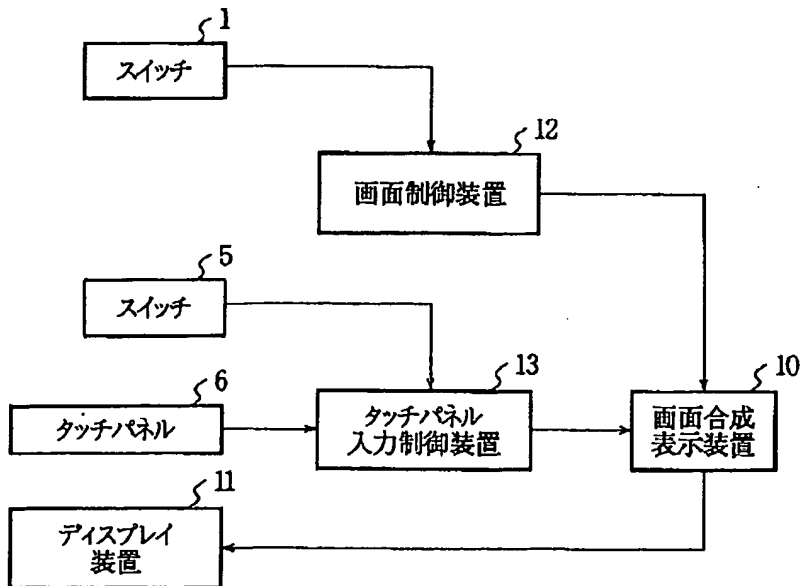 1
スイッチ
12
画面制御装置
5
スイッチ
6
タッチパネル
13
タッチパネル
入力制御装置
10
画面合成
表示装置
11
ディスプレイ
装置